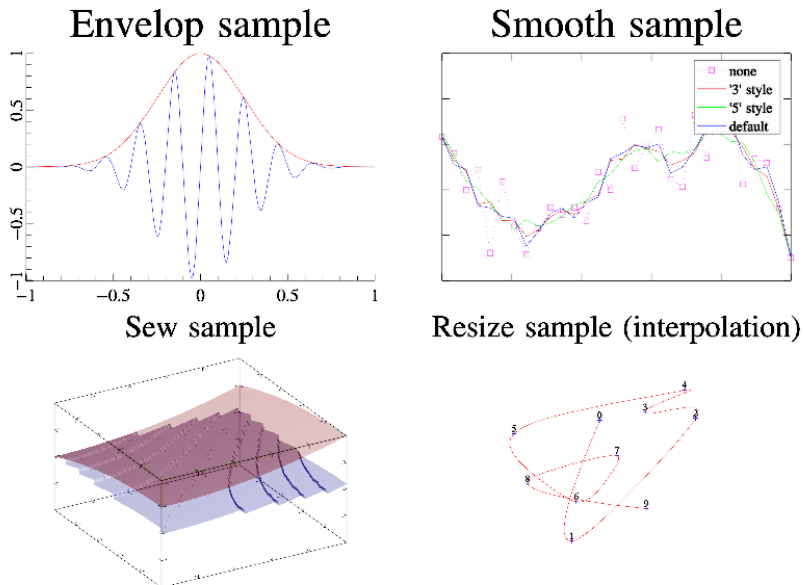 Envelop sample
1
0.5
0
−0.5
−1
−1
−0.5
0
0.5
1
Smooth sample
none
'3' style
'5' style
default
Sew sample
Resize sample (interpolation)
4
3
2
0
5
7
8
6
9
1